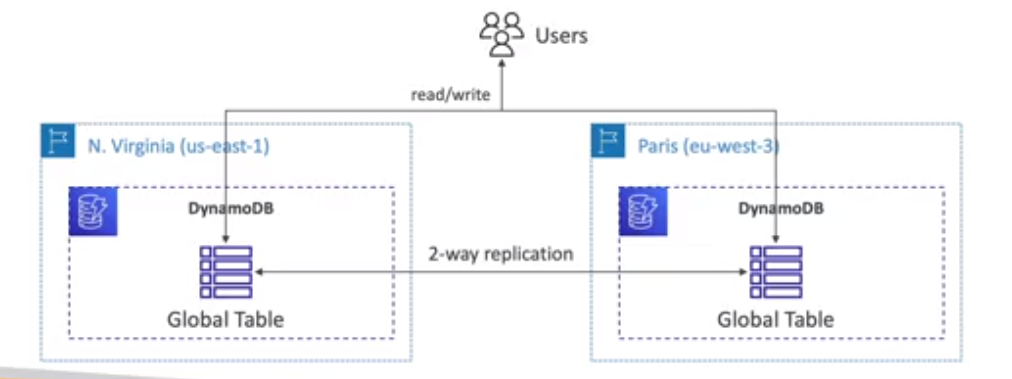 Users
read/write
N. Virginia (us-east-1)
Paris (eu-west-3)
DynamoDB
DynamoDB
2-way replication
Global Table
Global Table